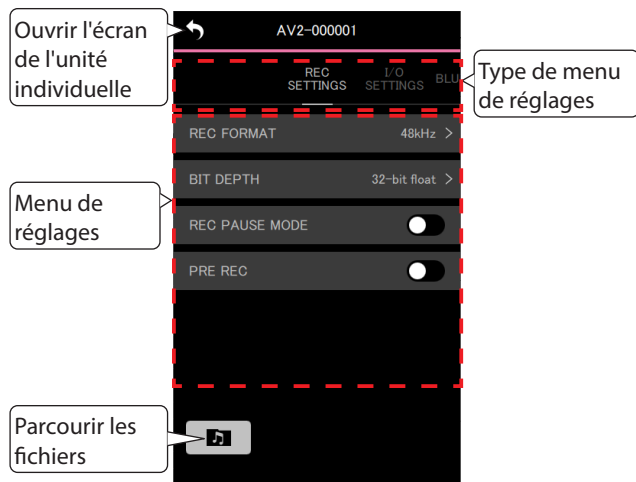 Ouvrir l'écran
de l'unité
individuelle
AV2-000001
REC
SETTINGS
I/O
SETTINGS
BLU
Type de menu
de réglages
REC FORMAT 48kHz >
BIT DEPTH 32-bit float >
Menu de
réglages
REC PAUSE MODE
PRE REC
Parcourir les
fichiers